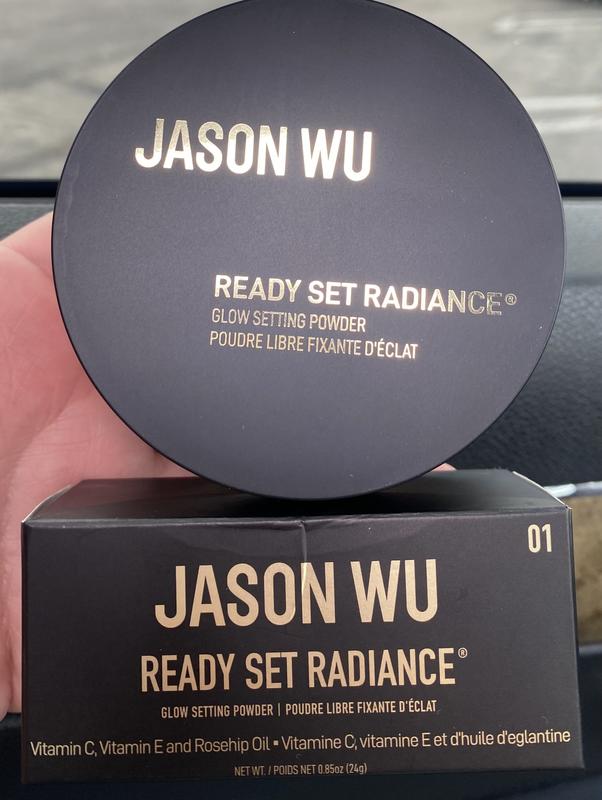 JASON WU
READY SET RADIANCE®
GLOW SETTING POWDER
POUDRE LIBRE FIXANTE D'ÉCLAT
01
JASON WU
READY SET RADIANCE®
GLOW SETTING POWDER | POUDRE LIBRE FIXANTE D'ÉCLAT
Vitamin C, Vitamin E and Rosehip Oil ▪ Vitamine C, vitamine E et d'huile d'eglantine
NET WT. / POIDS NET 0.85oz (24g)